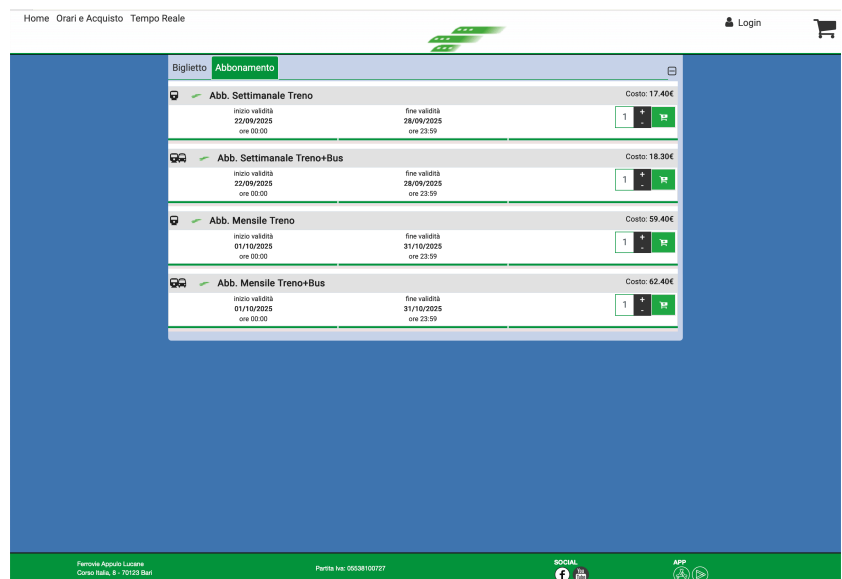 Home Orari e Acquisto Tempo Reale
Login
Biglietto Abbonamento
Abb. Settimanale Treno
Costo: 17.40€
inizio validità
22/09/2025
ore 00:00
fine validità
28/09/2025
ore 23:59
1
+
-
Abb. Settimanale Treno+Bus
Costo: 18.30€
inizio validità
22/09/2025
ore 00:00
fine validità
28/09/2025
ore 23:59
1
+
-
Abb. Mensile Treno
Costo: 59.40€
inizio validità
01/10/2025
ore 00:00
fine validità
31/10/2025
ore 23:59
1
+
-
Abb. Mensile Treno+Bus
Costo: 62.40€
inizio validità
01/10/2025
ore 00:00
fine validità
31/10/2025
ore 23:59
1
+
-
Ferrovie Appulo Lucane
Corso Italia, 8 - 70123 Bari
Partita Iva: 05538100727
SOCIAL
f
You
APP